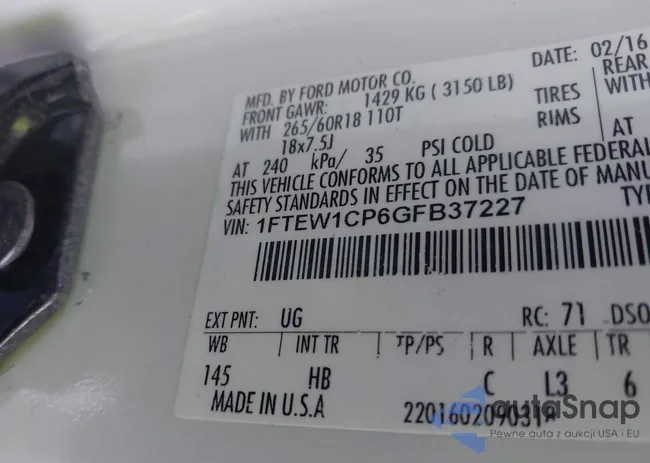 DATE: 02/16
MFD. BY FORD MOTOR CO.
FRONT GAWR: 1429 KG ( 3150 LB) REAR
WITH 265/60R18 110T TIRES WITH
18x7.5J RIMS
AT 240 kPa/ 35 PSI COLD AT
THIS VEHICLE CONFORMS TO ALL APPLICABLE FEDERAL
SAFETY STANDARDS IN EFFECT ON THE DATE OF MANU
VIN: 1FTEW1CP6GFB37227 TYP
EXT PNT: UG RC: 71 DSO
WB INT TR TP/PS R AXLE TR
145 HB C L3 6
MADE IN U.S.A 220160209031A
autaSnap
Pewne auta z aukcji USA i EU